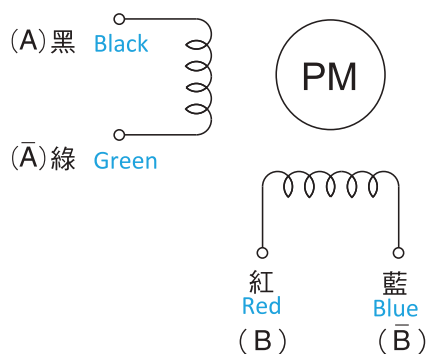 (A) 黑 Black
PM
(A̅) 綠 Green
紅 藍
Red Blue
(B) (B̅)